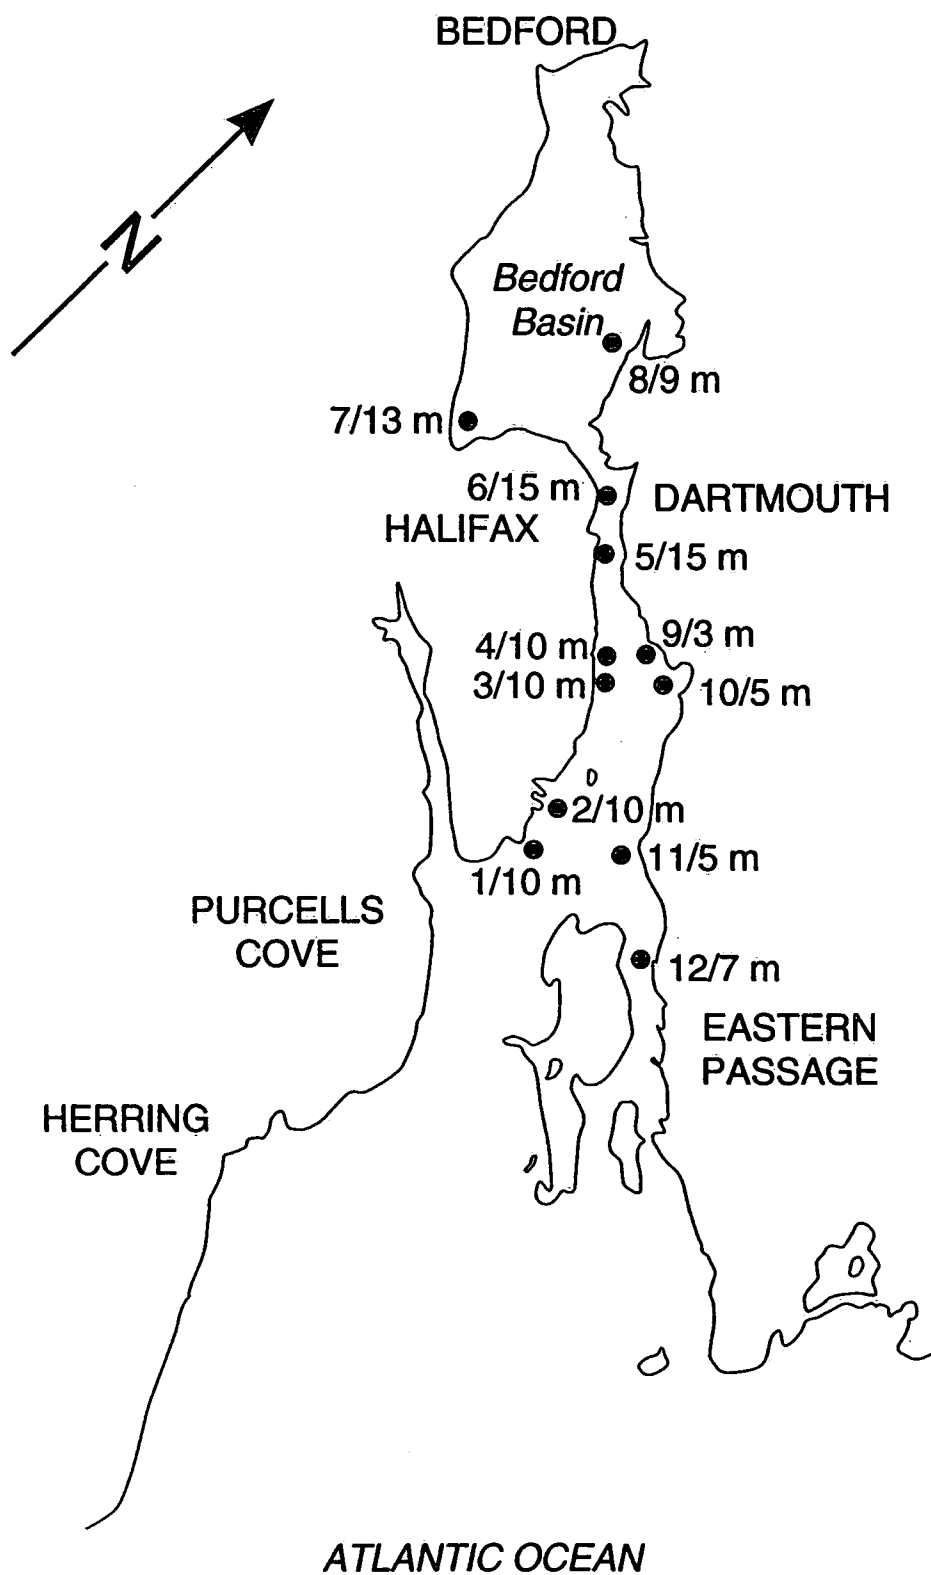 BEDFORD
N
Bedford
Basin
8/9 m
7/13 m
6/15 m
DARTMOUTH
HALIFAX
5/15 m
9/3 m
4/10 m
3/10 m
10/5 m
2/10 m
11/5 m
1/10 m
PURCELLS
COVE
12/7 m
EASTERN
PASSAGE
HERRING
COVE
ATLANTIC OCEAN